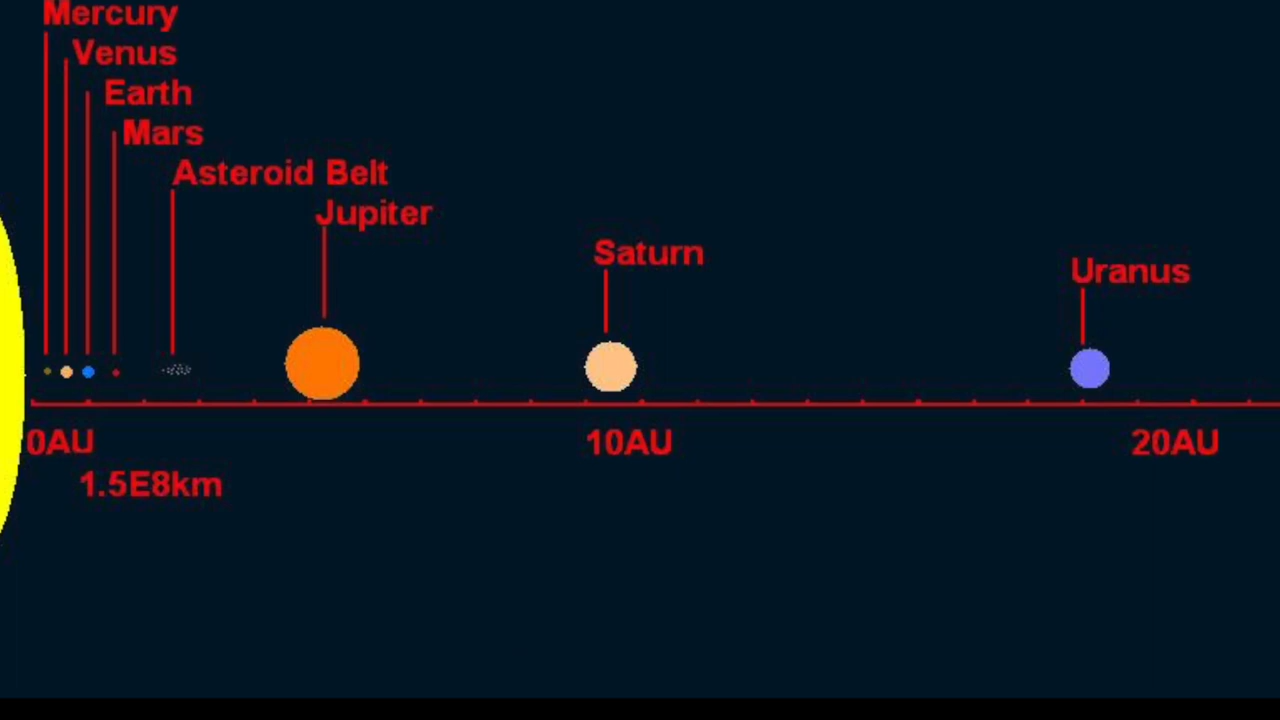 Mercury
Venus
Earth
Mars
Asteroid Belt
Jupiter
Saturn
Uranus
0AU 10AU 20AU
1.5E8km